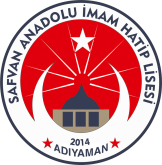 SAFVAN ANADOLU İMAM HATİP LİSESİ
2014
ADIYAMAN